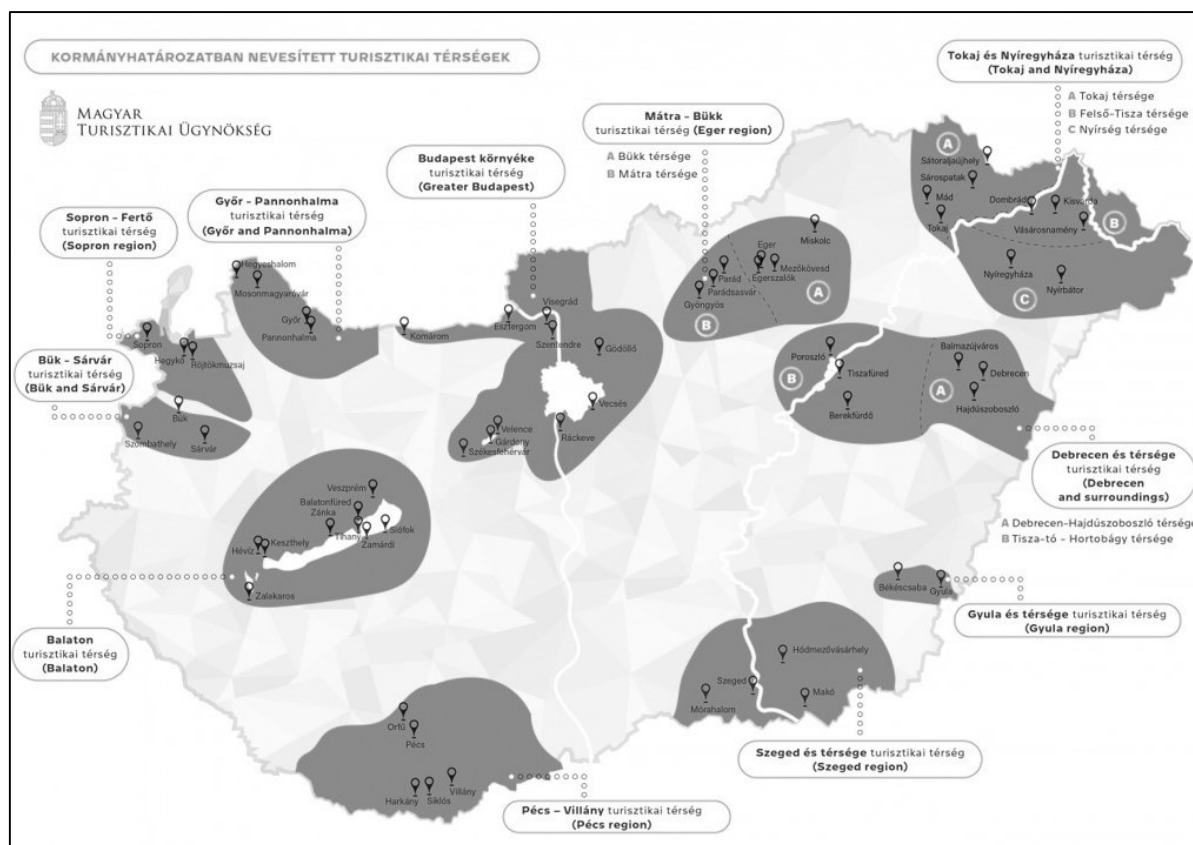 KORMÁNYHATÁROZATBAN NEVESÍTETT TURISZTIKAI TÉRSÉGEK
MAGYAR
TURISZTIKAI ÜGYNÖKSÉG
Tokaj és Nyíregyháza turisztikai térség
(Tokaj and Nyíregyháza)
A Tokaj térsége
B Felső-Tisza térsége
C Nyírség térsége
Mátra – Bükk
turisztikai térség (Eger region)
A Bükk térsége
B Mátra térsége
Budapest környéke
turisztikai térség
(Greater Budapest)
Győr – Pannonhalma
turisztikai térség
(Győr and Pannonhalma)
Sopron – Fertő
turisztikai térség
(Sopron region)
Bük – Sárvár
turisztikai térség
(Bük and Sárvár)
A
Sátoraljaújhely
Sárospatak
Mád
Tokaj
Dombrád
Kisvárda
Vásárosnamény
B
Nyíregyháza
Nyírbátor
C
Miskolc
Eger
Egerszalók
Mezőkövesd
Parád
Parádsasvár
Gyöngyös
A
B
Hegyeshalom
Mosonmagyaróvár
Győr
Pannonhalma
Komárom
Esztergom
Visegrád
Szentendre
Gödöllő
Vecsés
Ráckeve
Velence
Gárdony
Székesfehérvár
Sopron
Hegykő
Röjtökmuzsaj
Bük
Szombathely
Sárvár
Poroszló
Tiszafüred
Berekfürdő
B
Balmazújváros
Debrecen
Hajdúszoboszló
A
Debrecen és térsége
turisztikai térség
(Debrecen
and surroundings)
A Debrecen-Hajdúszoboszló térsége
B Tisza-tó – Hortobágy térsége
Veszprém
Balatonfüred
Zánka
Tihany
Siófok
Zamárdi
Hévíz
Keszthely
Zalakaros
Balaton
turisztikai térség
(Balaton)
Békéscsaba
Gyula
Gyula és térsége turisztikai térség
(Gyula region)
Hódmezővásárhely
Szeged
Mórahalom
Makó
Szeged és térsége turisztikai térség
(Szeged region)
Orfű
Pécs
Harkány
Siklós
Villány
Pécs – Villány turisztikai térség
(Pécs region)